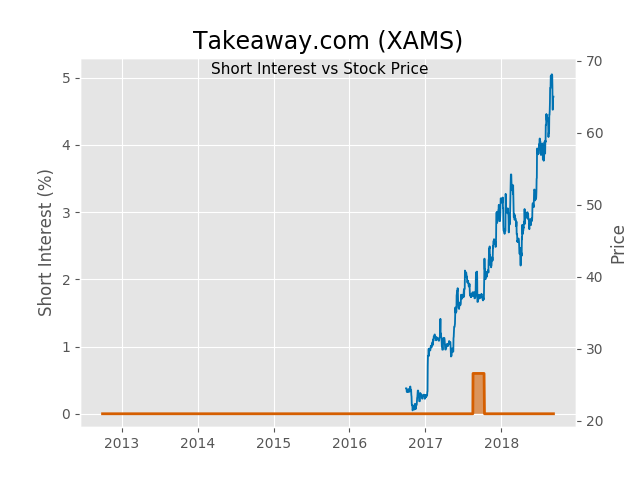 Takeaway.com (XAMS)
Short Interest vs Stock Price
Short Interest (%)
5
4
3
2
1
0
70
60
50
40
30
20
Price
2013 2014 2015 2016 2017 2018